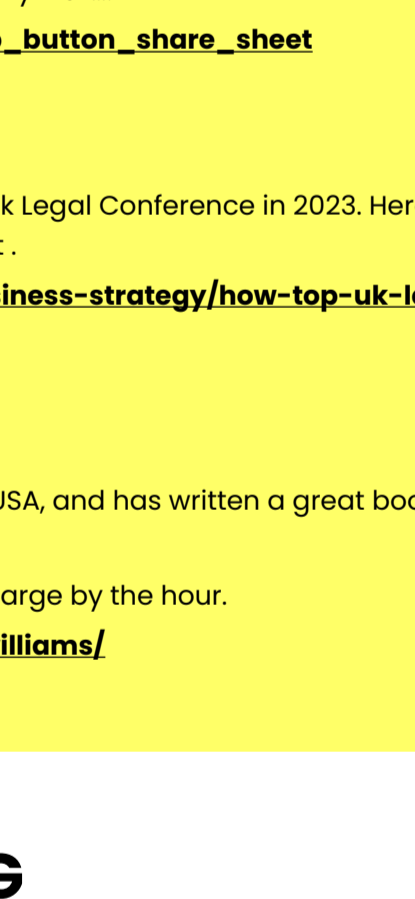 _button_share_sheet
k Legal Conference in 2023. Her
.
iness-strategy/how-top-uk-l
USA, and has written a great boo
arge by the hour.
illiams/
G